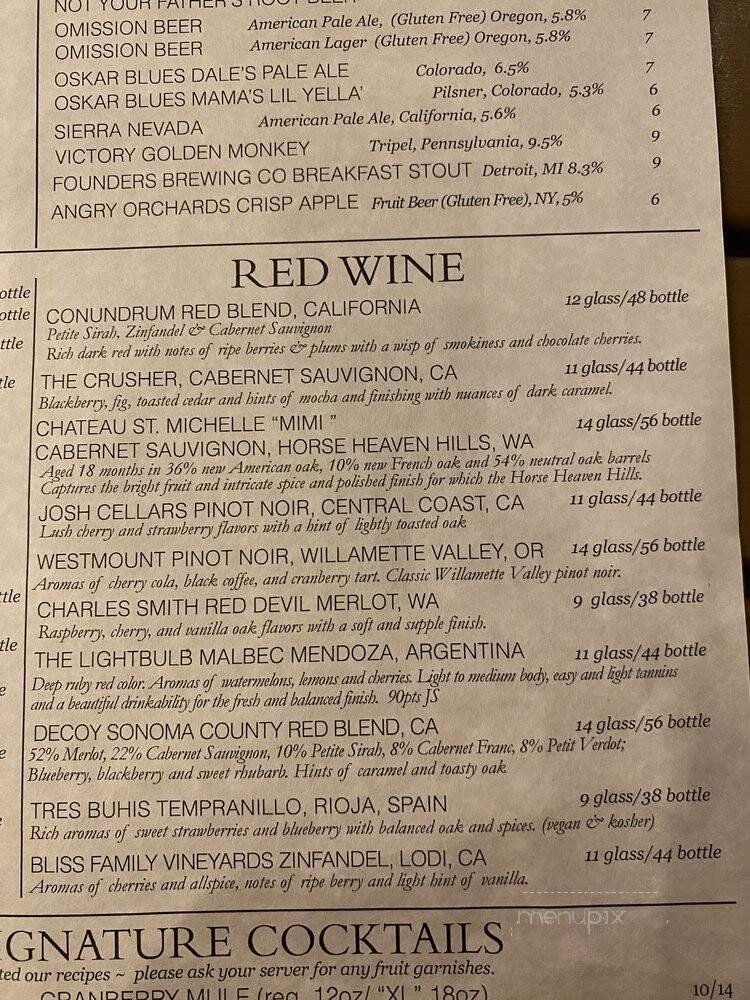 NOT YOUR FATHER'S ROOT BEER
OMISSION BEER American Pale Ale, (Gluten Free) Oregon, 5.8% 7
OMISSION BEER American Lager (Gluten Free) Oregon, 5.8% 7
OSKAR BLUES DALE'S PALE ALE Colorado, 6.5% 7
OSKAR BLUES MAMA'S LIL YELLA' Pilsner, Colorado, 5.3% 6
SIERRA NEVADA American Pale Ale, California, 5.6% 6
VICTORY GOLDEN MONKEY Tripel, Pennsylvania, 9.5% 9
FOUNDERS BREWING CO BREAKFAST STOUT Detroit, MI 8.3% 9
ANGRY ORCHARDS CRISP APPLE Fruit Beer (Gluten Free), NY, 5% 6
RED WINE
CONUNDRUM RED BLEND, CALIFORNIA 12 glass/48 bottle
Petite Sirah, Zinfandel & Cabernet Sauvignon
Rich dark red with notes of ripe berries & plums with a wisp of smokiness and chocolate cherries.
THE CRUSHER, CABERNET SAUVIGNON, CA 11 glass/44 bottle
Blackberry, fig, toasted cedar and hints of mocha and finishing with nuances of dark caramel.
CHATEAU ST. MICHELLE "MIMI " 14 glass/56 bottle
CABERNET SAUVIGNON, HORSE HEAVEN HILLS, WA
Aged 18 months in 36% new American oak, 10% new French oak and 54% neutral oak barrels
Captures the bright fruit and intricate spice and polished finish for which the Horse Heaven Hills.
JOSH CELLARS PINOT NOIR, CENTRAL COAST, CA 11 glass/44 bottle
Lush cherry and strawberry flavors with a hint of lightly toasted oak
WESTMOUNT PINOT NOIR, WILLAMETTE VALLEY, OR 14 glass/56 bottle
Aromas of cherry cola, black coffee, and cranberry tart. Classic Willamette Valley pinot noir.
CHARLES SMITH RED DEVIL MERLOT, WA 9 glass/38 bottle
Raspberry, cherry, and vanilla oak flavors with a soft and supple finish.
THE LIGHTBULB MALBEC MENDOZA, ARGENTINA 11 glass/44 bottle
Deep ruby red color. Aromas of watermelons, lemons and cherries. Light to medium body, easy and light tannins
and a beautiful drinkability for the fresh and balanced finish. 90pts JS
DECOY SONOMA COUNTY RED BLEND, CA 14 glass/56 bottle
52% Merlot, 22% Cabernet Sauvignon, 10% Petite Sirah, 8% Cabernet Franc, 8% Petit Verdot;
Blueberry, blackberry and sweet rhubarb. Hints of caramel and toasty oak
TRES BUHIS TEMPRANILLO, RIOJA, SPAIN 9 glass/38 bottle
Rich aromas of sweet strawberries and blueberry with balanced oak and spices. (vegan & kosher)
BLISS FAMILY VINEYARDS ZINFANDEL, LODI, CA 11 glass/44 bottle
Aromas of cherries and allspice, notes of ripe berry and light hint of vanilla.
menupix
IGNATURE COCKTAILS
ted our recipes ~ please ask your server for any fruit garnishes.
CRANBERRY MULE (reg. 12oz/ "XL" 18oz) 10/14